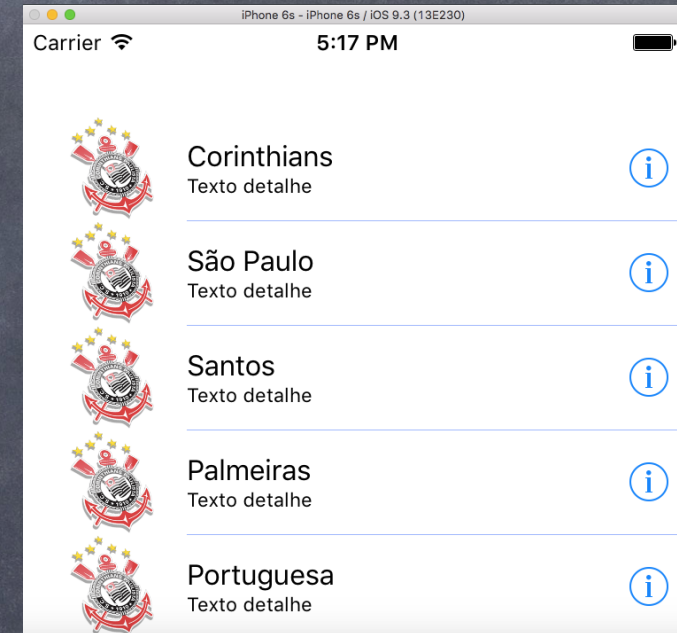 iPhone 6s - iPhone 6s / iOS 9.3 (13E230)
Carrier 5:17 PM
Corinthians
Texto detalhe
São Paulo
Texto detalhe
Santos
Texto detalhe
Palmeiras
Texto detalhe
Portuguesa
Texto detalhe